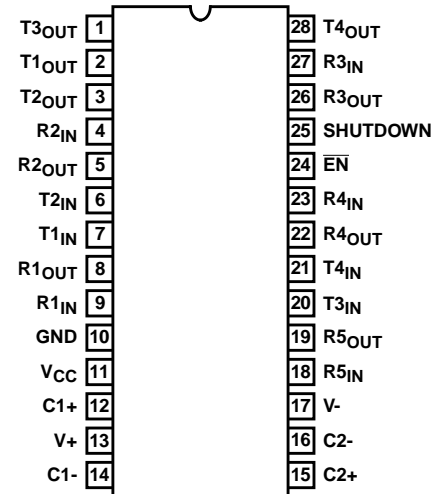 T3OUT 1 28 T4OUT
T1OUT 2 27 R3IN
T2OUT 3 26 R3OUT
R2IN 4 25 SHUTDOWN
R2OUT 5 24 E̅N̅
T2IN 6 23 R4IN
T1IN 7 22 R4OUT
R1OUT 8 21 T4IN
R1IN 9 20 T3IN
GND 10 19 R5OUT
VCC 11 18 R5IN
C1+ 12 17 V-
V+ 13 16 C2-
C1- 14 15 C2+